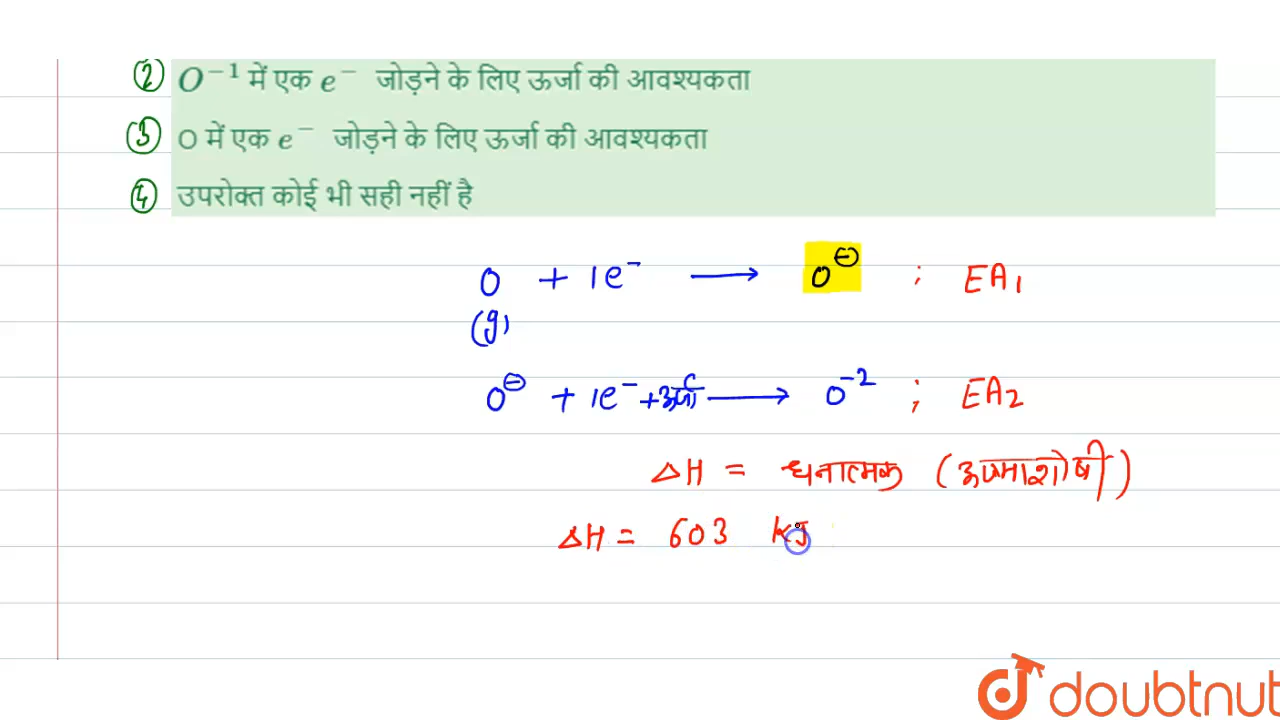 (2) O⁻¹ में एक e⁻ जोड़ने के लिए ऊर्जा की आवश्यकता
(3) O में एक e⁻ जोड़ने के लिए ऊर्जा की आवश्यकता
(4) उपरोक्त कोई भी सही नहीं है
O + 1e⁻ ⟶ O⊖ ; EA₁
(g)
O⊖ + 1e⁻ + ऊर्जा ⟶ O⁻² ; EA₂
ΔH = धनात्मक (ऊष्माशोषी)
ΔH = 603 KJ
doubtnut